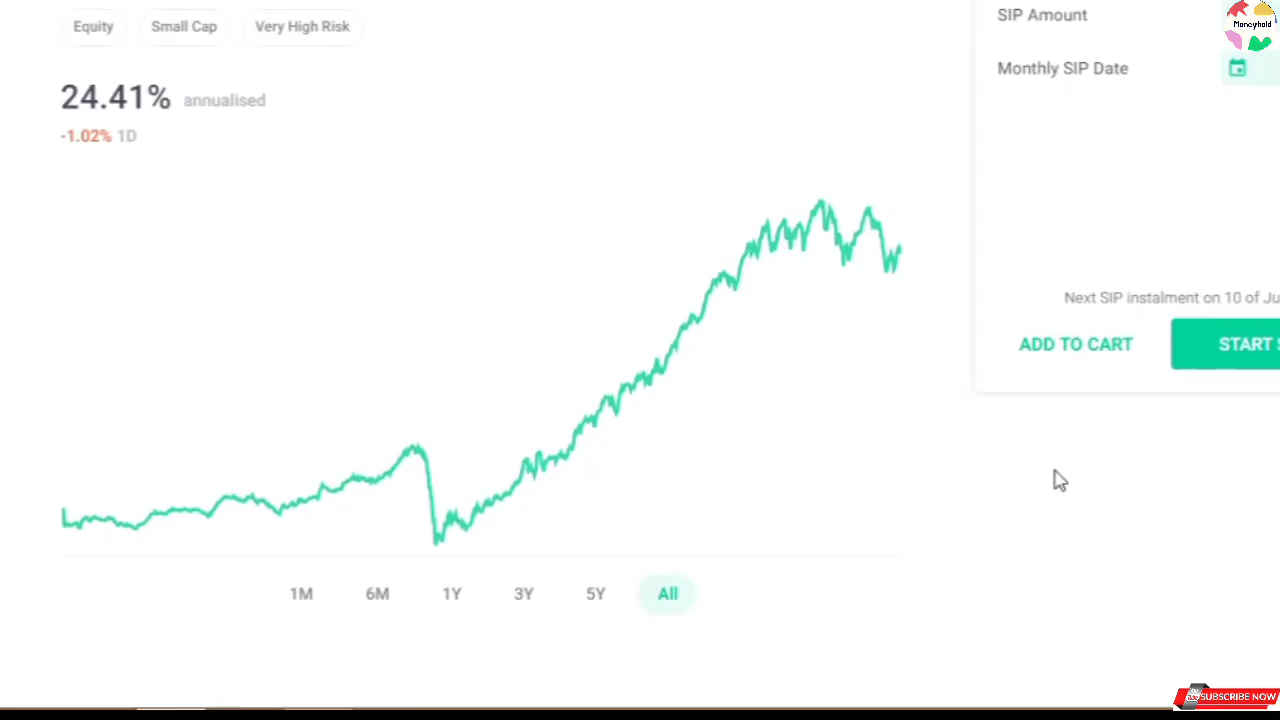 Equity Small Cap Very High Risk
24.41% annualised
-1.02% 1D
1M 6M 1Y 3Y 5Y All
SIP Amount
Monthly SIP Date
Next SIP instalment on 10 of Ju
ADD TO CART START
Moneyhold
SUBSCRIBE NOW